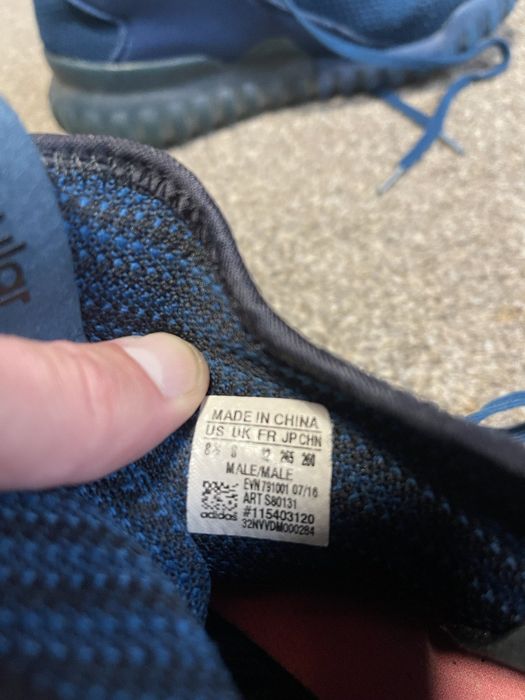 MADE IN CHINA
US UK FR JP CHN
8½ 8 42 265 260
MALE/MALE
EVN 791001 07/16
ART S80131
#115403120
adidas
32NVVDM000284